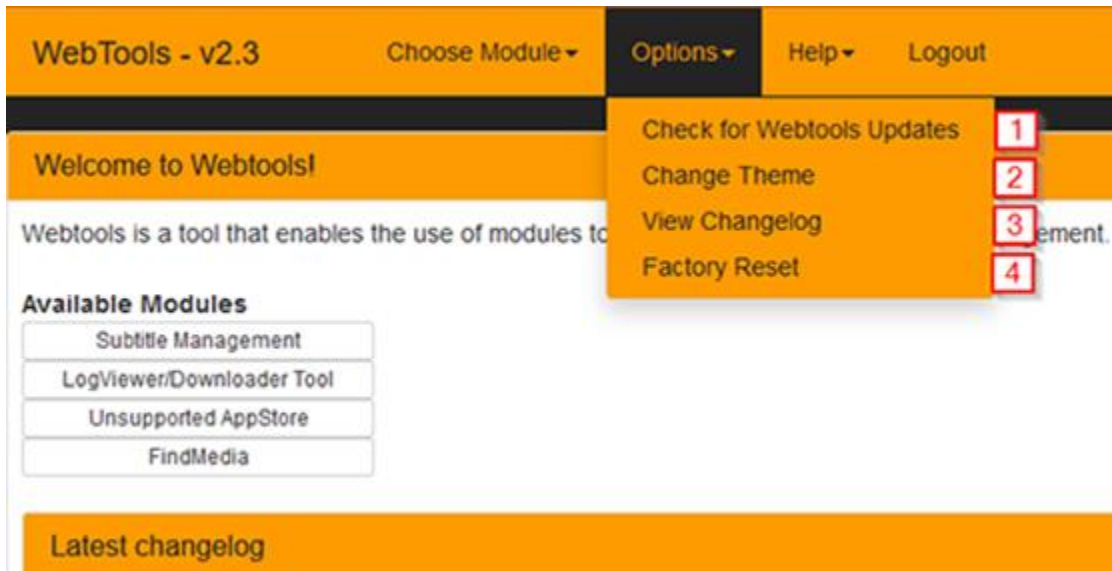 WebTools - v2.3 Choose Module Options Help Logout
Check for Webtools Updates 1
Welcome to Webtools!
Change Theme 2
View Changelog 3
Webtools is a tool that enables the use of modules to ement.
Factory Reset 4
Available Modules
Subtitle Management
LogViewer/Downloader Tool
Unsupported AppStore
FindMedia
Latest changelog